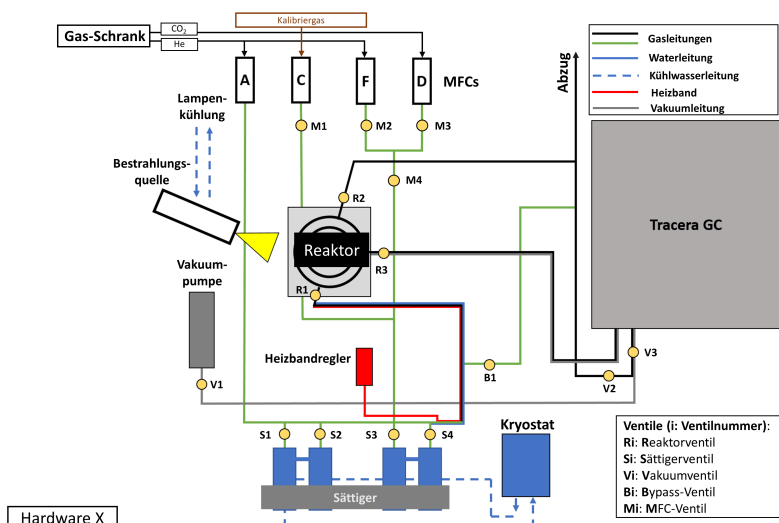 Kalibriergas
Gas-Schrank
CO2
He
A
C
F
D
MFCs
M1
M2
M3
M4
Abzug
Gasleitungen
Waterleitung
Kühlwasserleitung
Heizband
Vakuumleitung
Lampen-
kühlung
Bestrahlungs-
quelle
R2
Reaktor
R3
R1
Tracera GC
Vakuum-
pumpe
V1
Heizbandregler
B1
V3
V2
S1
S2
S3
S4
Kryostat
Sättiger
Ventile (i: Ventilnummer):
Ri: Reaktorventil
Si: Sättigerventil
Vi: Vakuumventil
Bi: Bypass-Ventil
Mi: MFC-Ventil
Hardware X